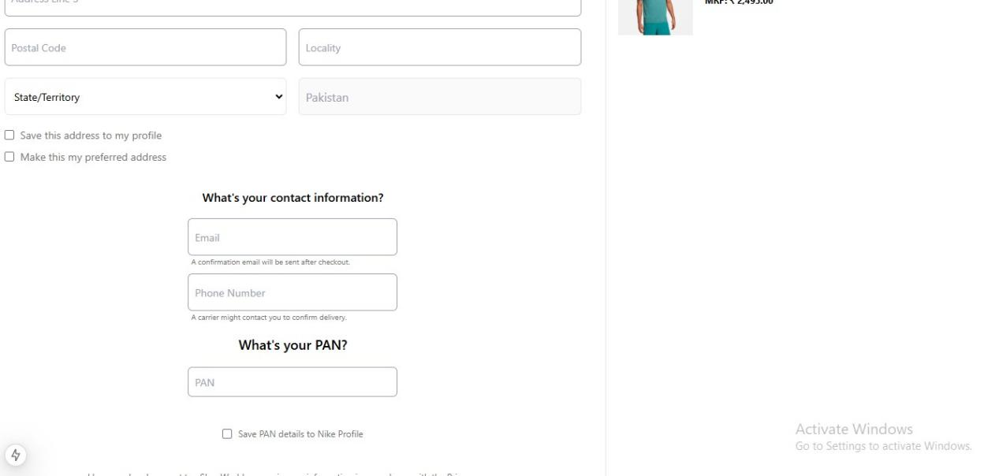 Address Line 3
MRP: ₹ 2,495.00
Postal Code
Locality
State/Territory
Pakistan
Save this address to my profile
Make this my preferred address
What's your contact information?
Email
A confirmation email will be sent after checkout.
Phone Number
A carrier might contact you to confirm delivery.
What's your PAN?
PAN
Save PAN details to Nike Profile
Activate Windows
Go to Settings to activate Windows.